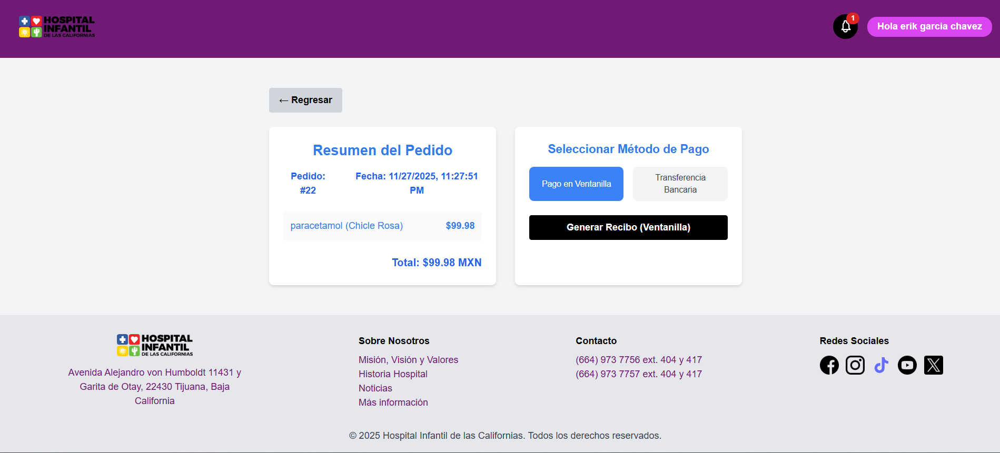 HOSPITAL
INFANTIL
DE LAS CALIFORNIAS
1
Hola erik garcia chavez
← Regresar
Resumen del Pedido
Pedido:
#22
Fecha: 11/27/2025, 11:27:51
PM
paracetamol (Chicle Rosa)
$99.98
Total: $99.98 MXN
Seleccionar Método de Pago
Pago en Ventanilla
Transferencia
Bancaria
Generar Recibo (Ventanilla)
HOSPITAL
INFANTIL
DE LAS CALIFORNIAS
Avenida Alejandro von Humboldt 11431 y
Garita de Otay, 22430 Tijuana, Baja
California
Sobre Nosotros
Misión, Visión y Valores
Historia Hospital
Noticias
Más información
Contacto
(664) 973 7756 ext. 404 y 417
(664) 973 7757 ext. 404 y 417
Redes Sociales
© 2025 Hospital Infantil de las Californias. Todos los derechos reservados.